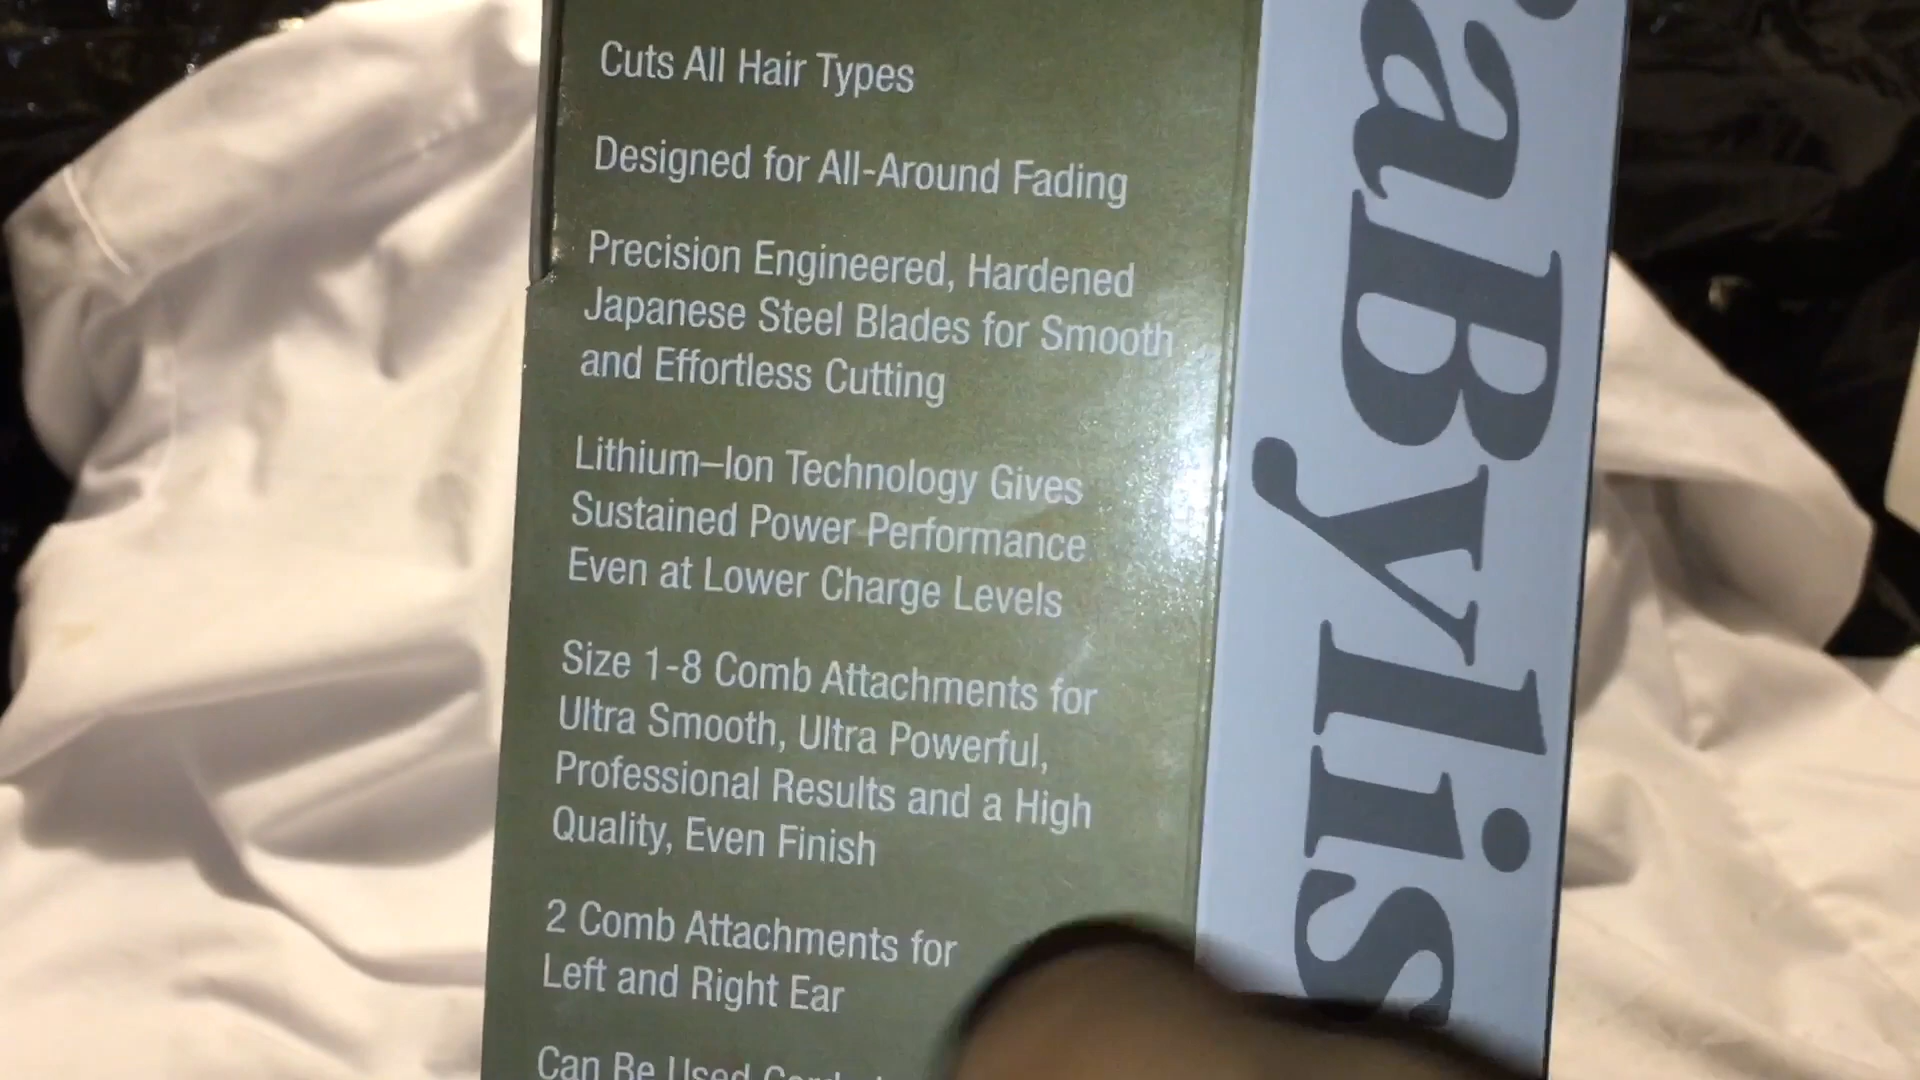 Cuts All Hair Types
Designed for All-Around Fading
Precision Engineered, Hardened
Japanese Steel Blades for Smooth
and Effortless Cutting
Lithium–Ion Technology Gives
Sustained Power Performance
Even at Lower Charge Levels
Size 1-8 Comb Attachments for
Ultra Smooth, Ultra Powerful,
Professional Results and a High
Quality, Even Finish
2 Comb Attachments for
Left and Right Ear
Can Be Used
aBylis